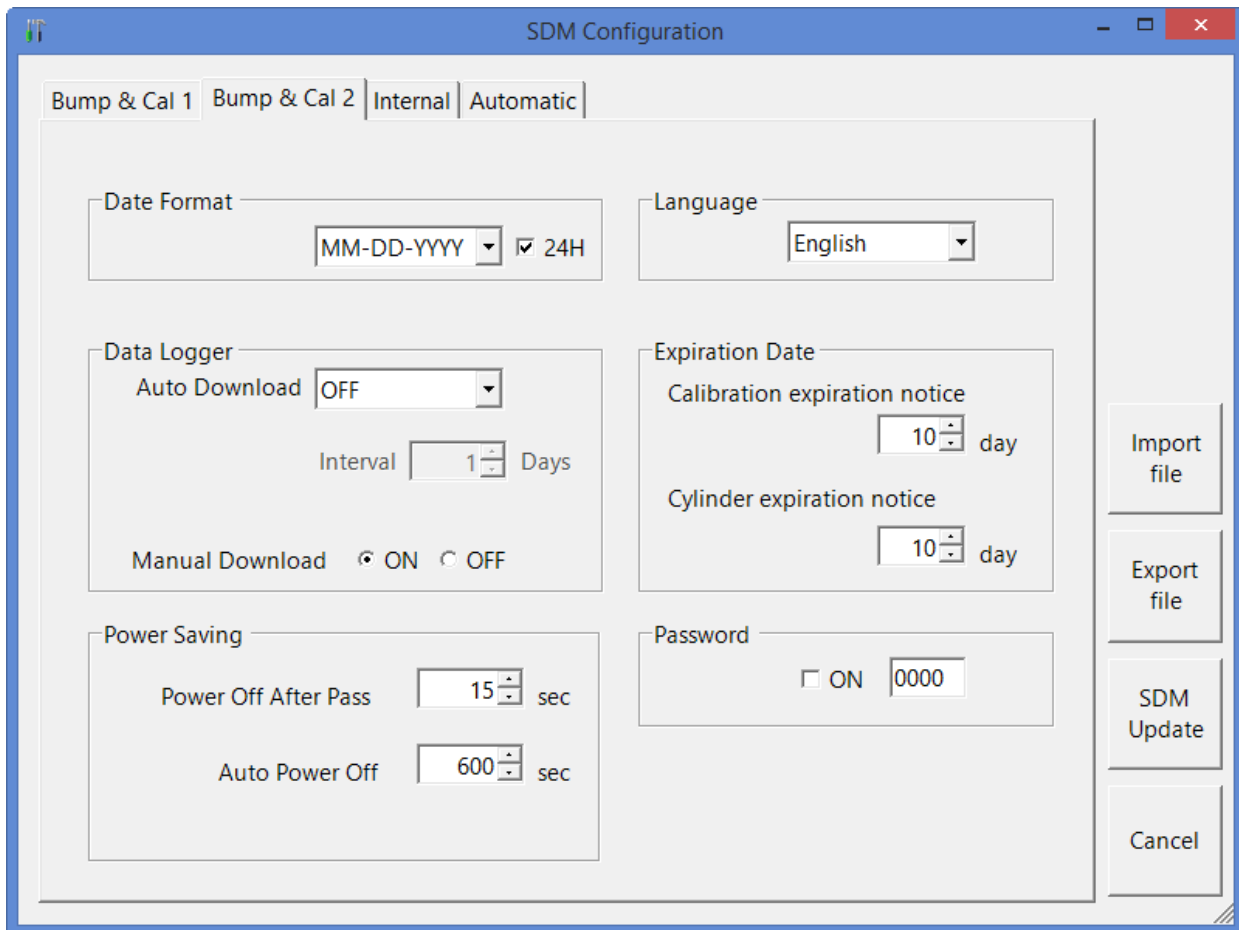 SDM Configuration
Bump & Cal 1 Bump & Cal 2 Internal Automatic
Date Format
MM-DD-YYYY 24H
Language
English
Data Logger
Auto Download OFF
Interval 1 Days
Manual Download ON OFF
Expiration Date
Calibration expiration notice
10 day
Cylinder expiration notice
10 day
Power Saving
Power Off After Pass 15 sec
Auto Power Off 600 sec
Password
ON 0000
Import
file
Export
file
SDM
Update
Cancel